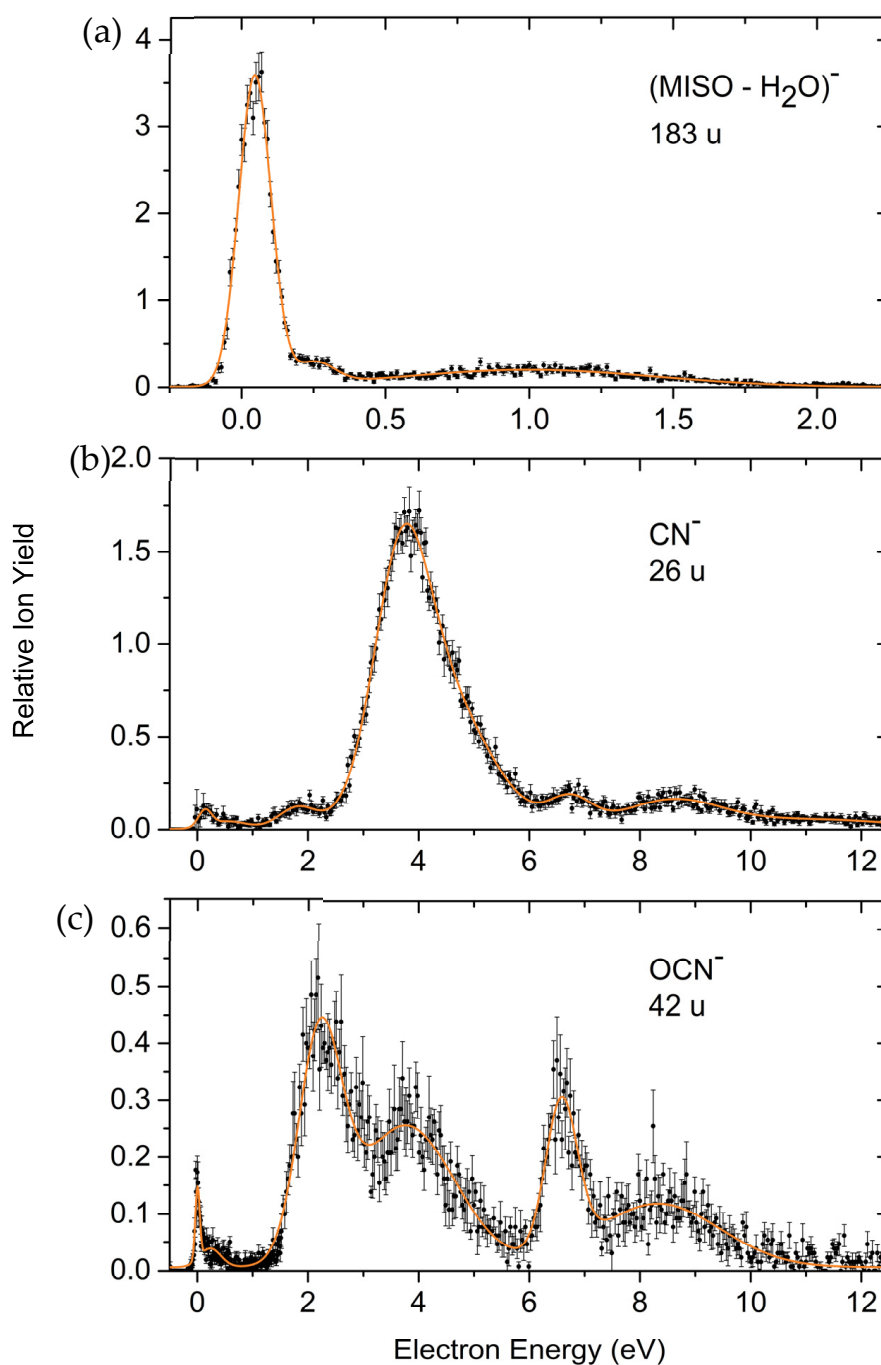 (a)
4
3
2
1
0
(MISO - H₂O)⁻
183 u
0.0 0.5 1.0 1.5 2.0
(b)
2.0
1.5
1.0
0.5
0.0
CN⁻
26 u
0 2 4 6 8 10 12
Relative Ion Yield
(c)
0.6
0.5
0.4
0.3
0.2
0.1
0.0
OCN⁻
42 u
0 2 4 6 8 10 12
Electron Energy (eV)